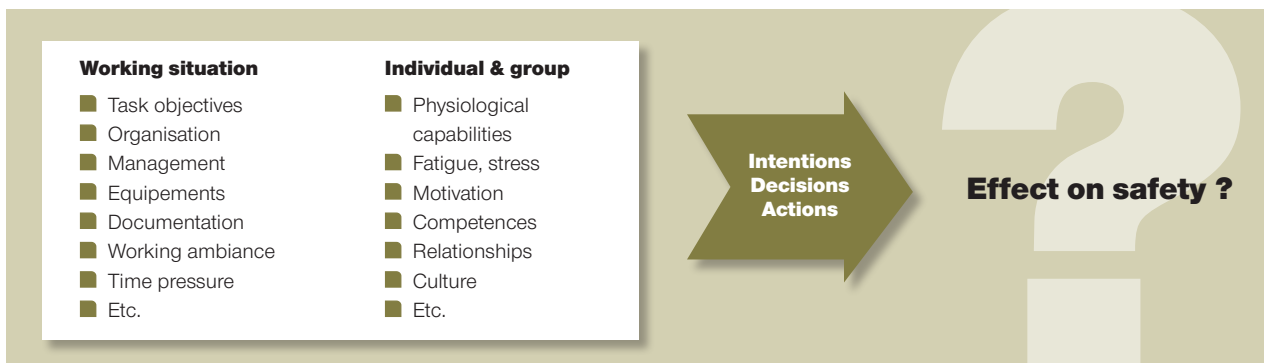 Working situation
Task objectives
Organisation
Management
Equipements
Documentation
Working ambiance
Time pressure
Etc.
Individual & group
Physiological
capabilities
Fatigue, stress
Motivation
Competences
Relationships
Culture
Etc.
Intentions
Decisions
Actions
?
Effect on safety ?